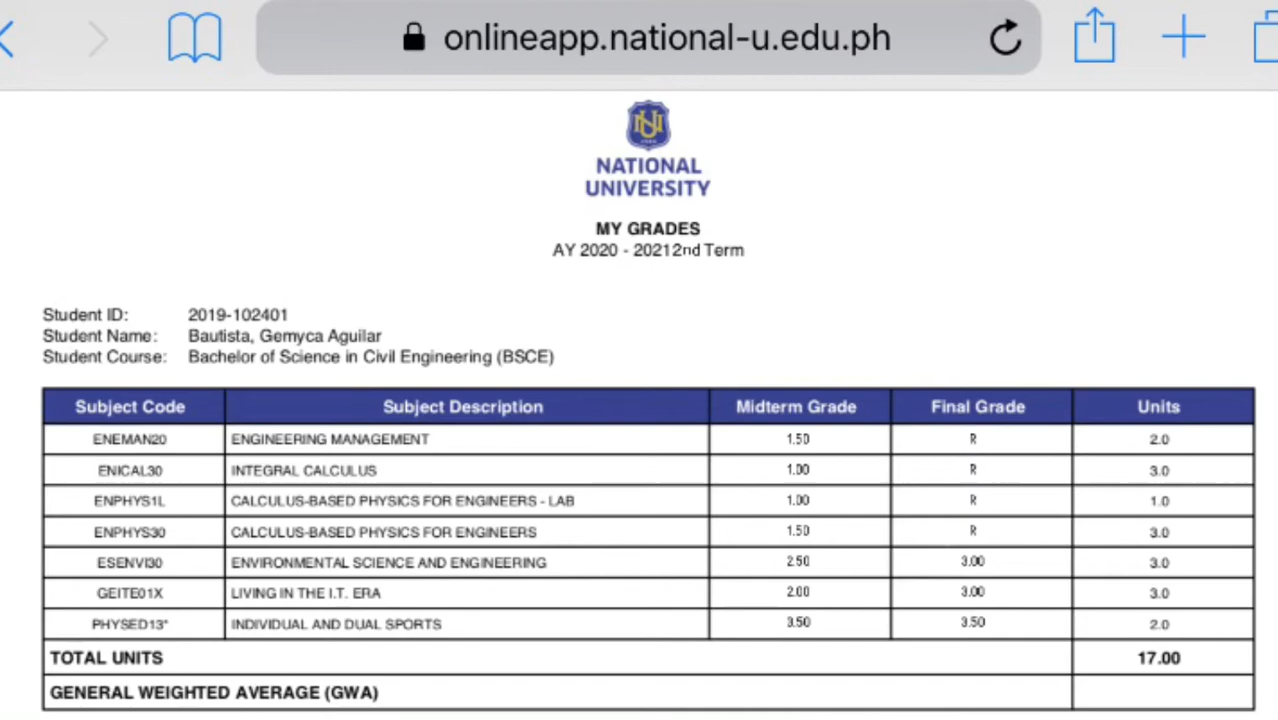 onlineapp.national-u.edu.ph
NU
NATIONAL
UNIVERSITY
MY GRADES
AY 2020 - 20212nd Term
Student ID: 2019-102401
Student Name: Bautista, Gemyca Aguilar
Student Course: Bachelor of Science in Civil Engineering (BSCE)
Subject Code Subject Description Midterm Grade Final Grade Units
ENEMAN20 ENGINEERING MANAGEMENT 1.50 R 2.0
ENICAL30 INTEGRAL CALCULUS 1.00 R 3.0
ENPHYS1L CALCULUS-BASED PHYSICS FOR ENGINEERS - LAB 1.00 R 1.0
ENPHYS30 CALCULUS-BASED PHYSICS FOR ENGINEERS 1.50 R 3.0
ESENVI30 ENVIRONMENTAL SCIENCE AND ENGINEERING 2.50 3.00 3.0
GEITE01X LIVING IN THE I.T. ERA 2.00 3.00 3.0
PHYSED13* INDIVIDUAL AND DUAL SPORTS 3.50 3.50 2.0
TOTAL UNITS 17.00
GENERAL WEIGHTED AVERAGE (GWA)